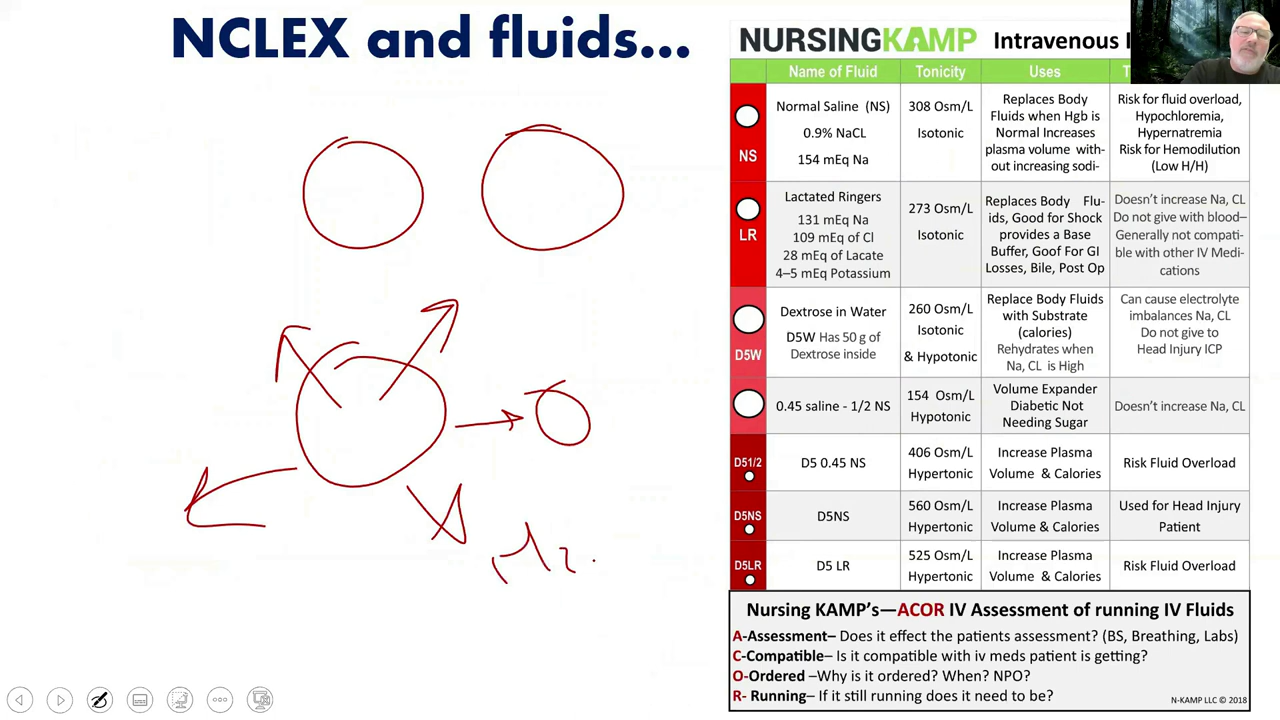 NCLEX and fluids...
NURSINGKAMP Intravenous
Name of Fluid Tonicity Uses
NS
Normal Saline (NS)
0.9% NaCL
154 mEq Na
308 Osm/L
Isotonic
Replaces Body
Fluids when Hgb is
Normal Increases
plasma volume with-
out increasing sodi-
Risk for fluid overload,
Hypochloremia,
Hypernatremia
Risk for Hemodilution
(Low H/H)
LR
Lactated Ringers
131 mEq Na
109 mEq of Cl
28 mEq of Lacate
4–5 mEq Potassium
273 Osm/L
Isotonic
Replaces Body Flu-
ids, Good for Shock
provides a Base
Buffer, Goof For GI
Losses, Bile, Post Op
Doesn't increase Na, CL
Do not give with blood–
Generally not compati-
ble with other IV Medi-
cations
D5W
Dextrose in Water
D5W Has 50 g of
Dextrose inside
260 Osm/L
Isotonic
& Hypotonic
Replace Body Fluids
with Substrate
(calories)
Rehydrates when
Na, CL is High
Can cause electrolyte
imbalances Na, CL
Do not give to
Head Injury ICP
0.45 saline - 1/2 NS
154 Osm/L
Hypotonic
Volume Expander
Diabetic Not
Needing Sugar
Doesn't increase Na, CL
D51/2
D5 0.45 NS
406 Osm/L
Hypertonic
Increase Plasma
Volume & Calories
Risk Fluid Overload
D5NS
D5NS
560 Osm/L
Hypertonic
Increase Plasma
Volume & Calories
Used for Head Injury
Patient
D5LR
D5 LR
525 Osm/L
Hypertonic
Increase Plasma
Volume & Calories
Risk Fluid Overload
Nursing KAMP's—ACOR IV Assessment of running IV Fluids
A-Assessment– Does it effect the patients assessment? (BS, Breathing, Labs)
C-Compatible– Is it compatible with iv meds patient is getting?
O-Ordered –Why is it ordered? When? NPO?
R- Running– If it still running does it need to be?
N-KAMP LLC © 2018